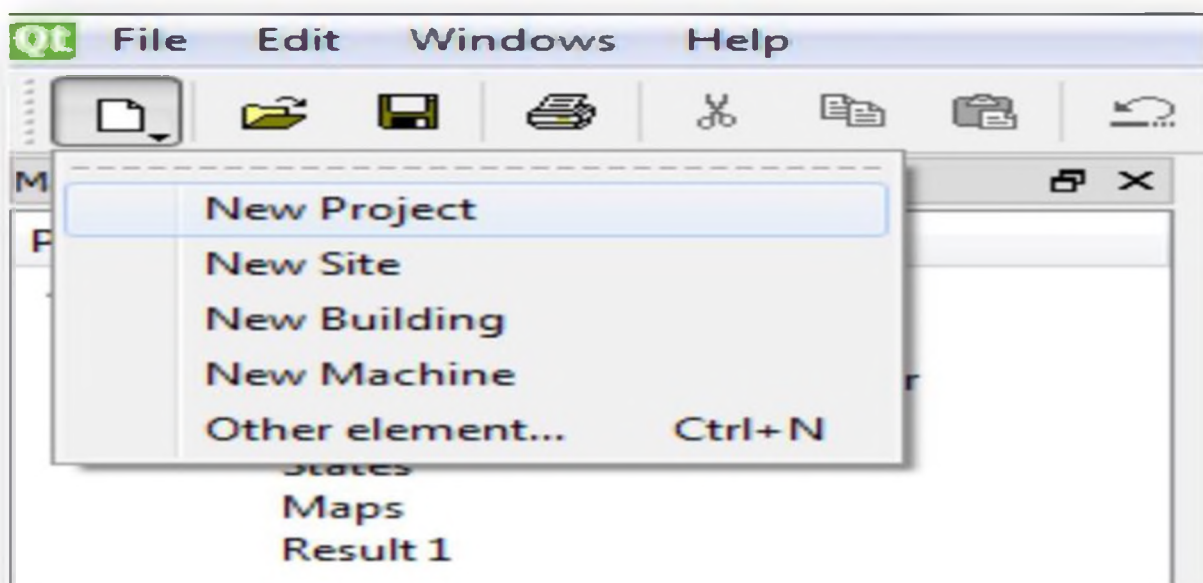 Qt File Edit Windows Help
M
New Project
New Site
New Building
New Machine
Other element... Ctrl+N
States
Maps
Result 1